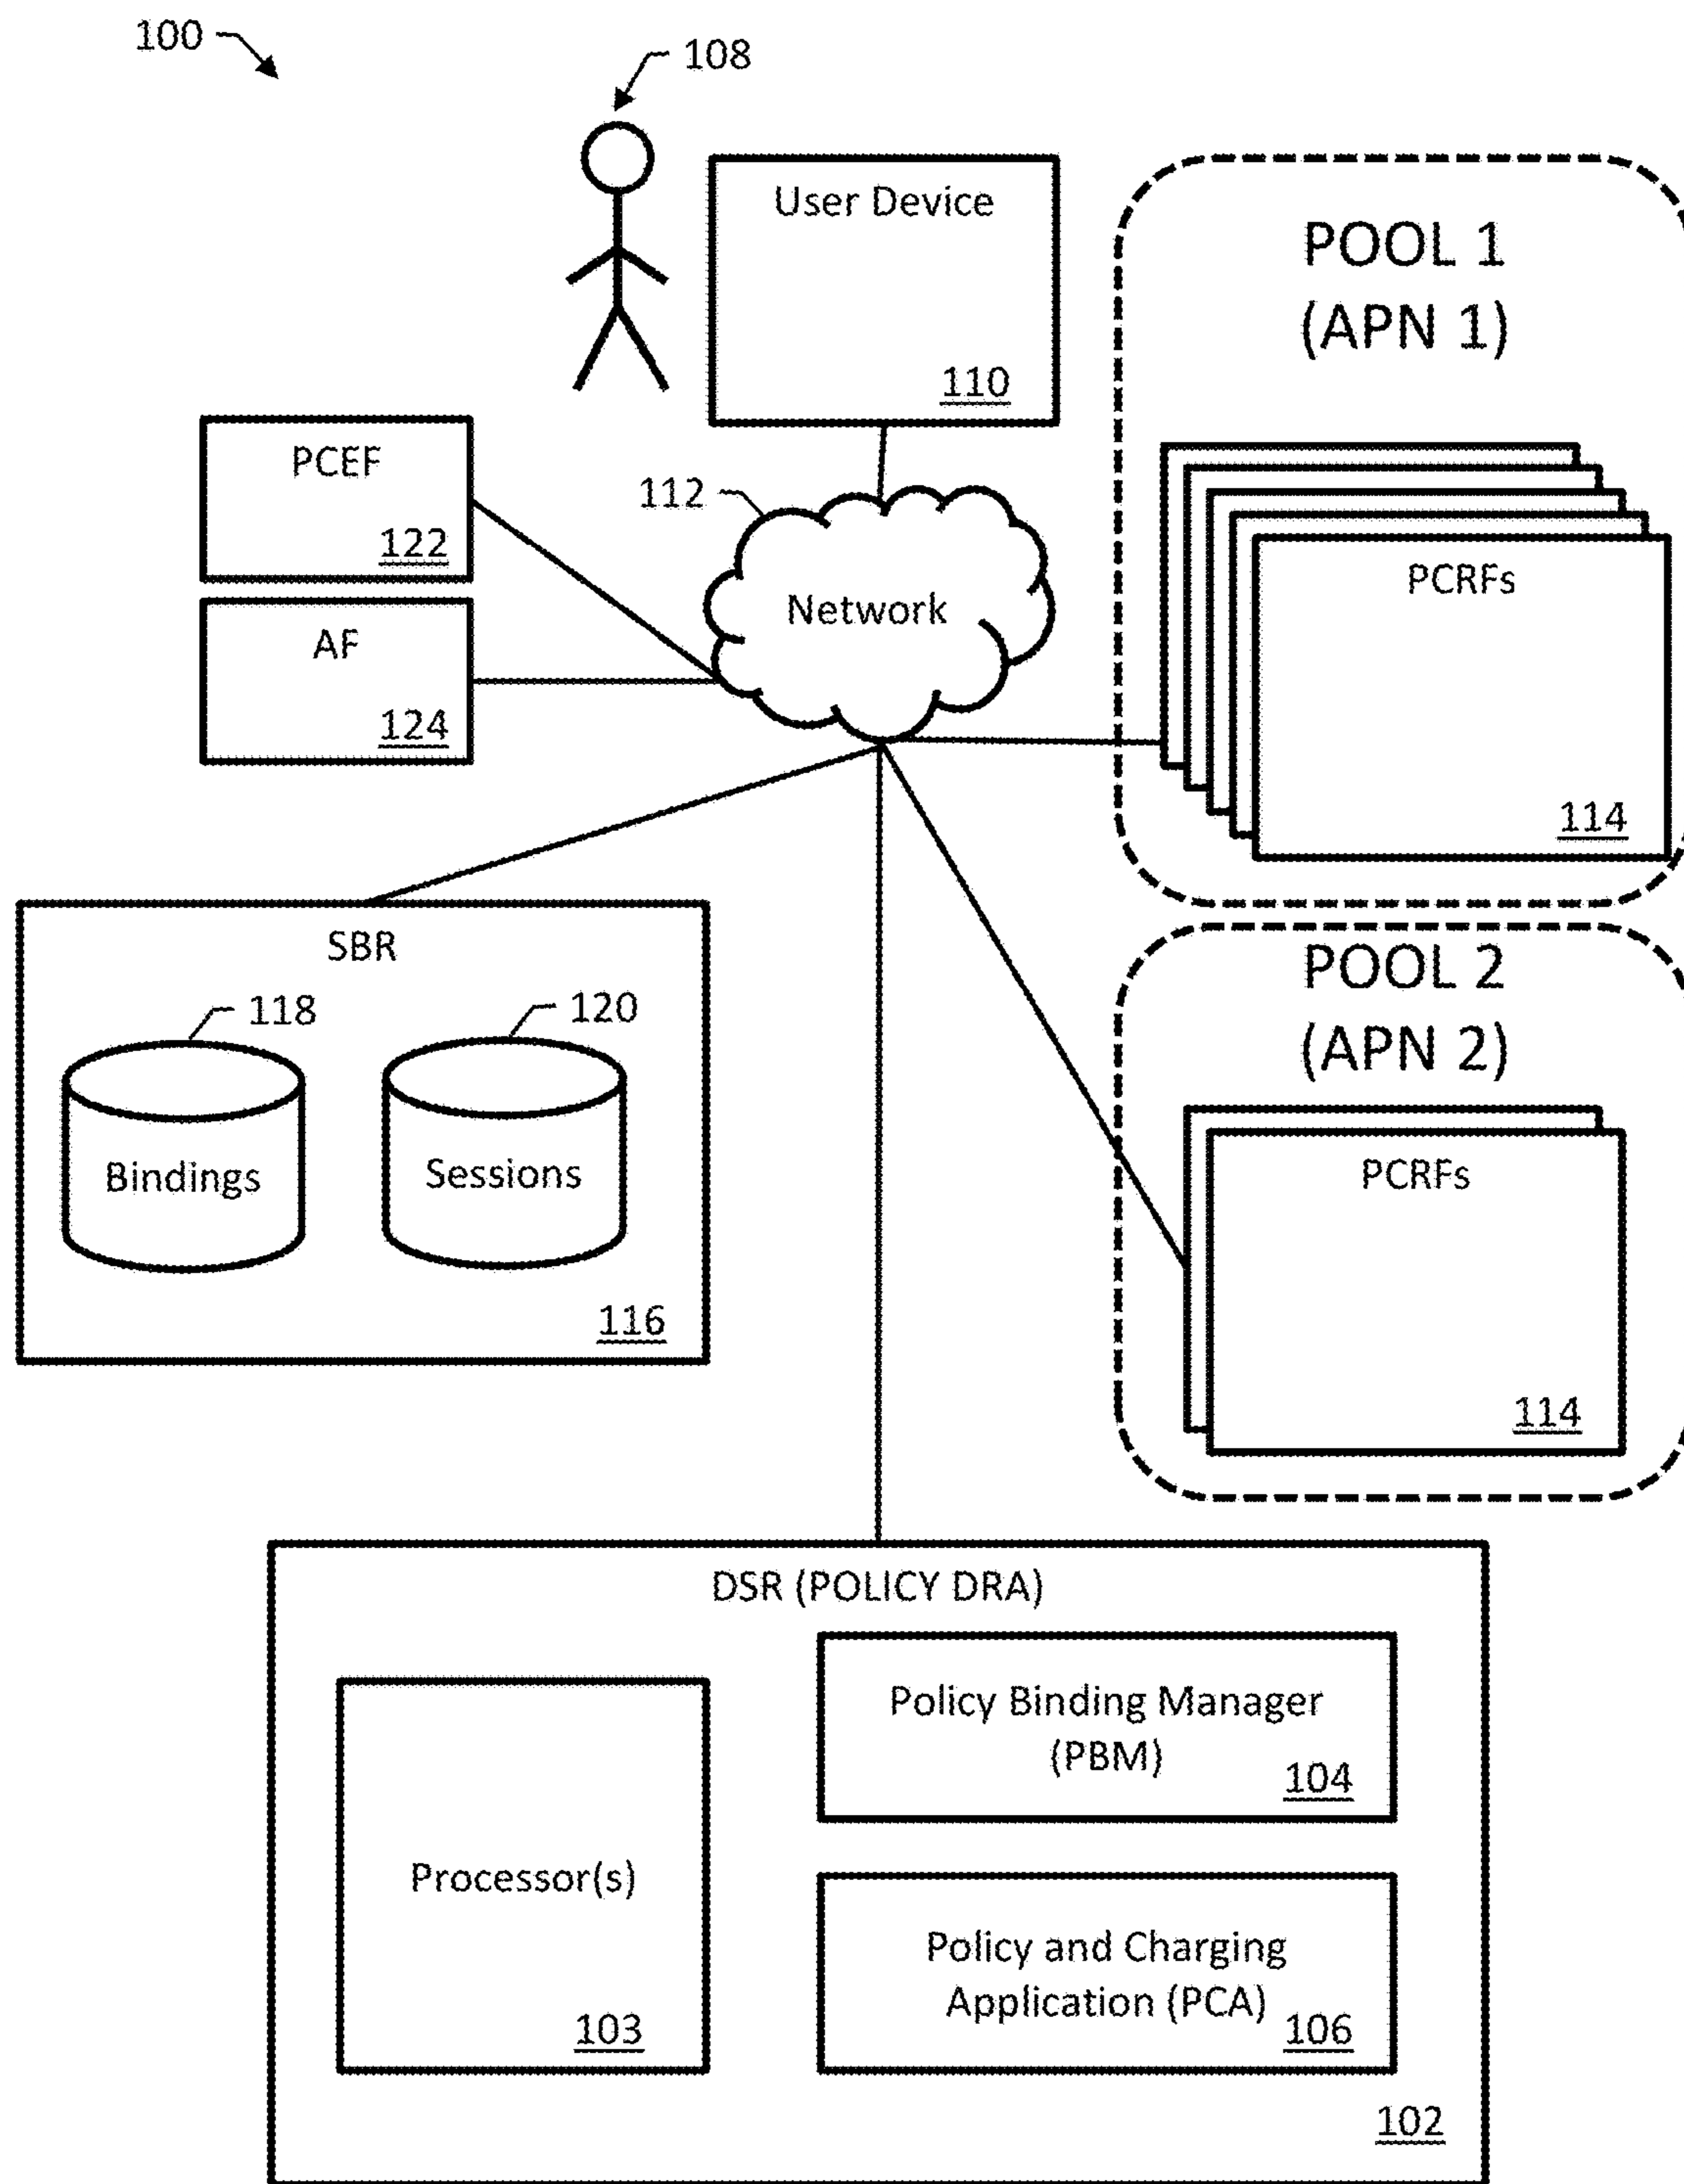 100
108
User Device
110
POOL 1
(APN 1)
PCEF
122
112
Network
PCRFs
114
AF
124
SBR
118
120
Bindings
Sessions
116
POOL 2
(APN 2)
PCRFs
114
DSR (POLICY DRA)
Processor(s)
103
Policy Binding Manager
(PBM)
104
Policy and Charging
Application (PCA)
106
102